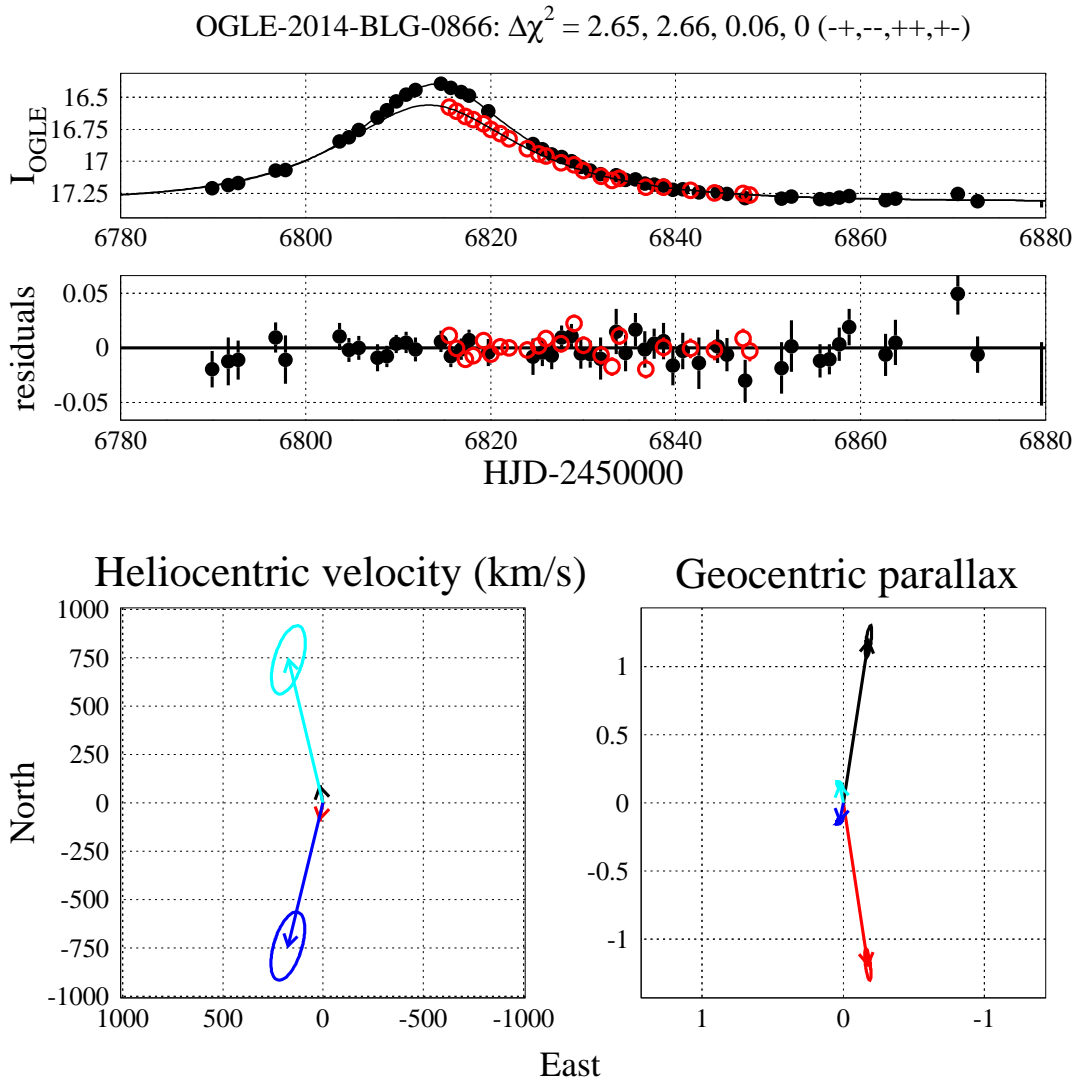 OGLE-2014-BLG-0866: Δχ² = 2.65, 2.66, 0.06, 0 (-+,--,++,+-)
I_OGLE
16.5
16.75
17
17.25
6780 6800 6820 6840 6860 6880
residuals
0.05
0
-0.05
6780 6800 6820 6840 6860 6880
HJD-2450000
Heliocentric velocity (km/s) Geocentric parallax
North
1000
750
500
250
0
-250
-500
-750
-1000
1000 500 0 -500 -1000
1
0.5
0
-0.5
-1
1 0 -1
East